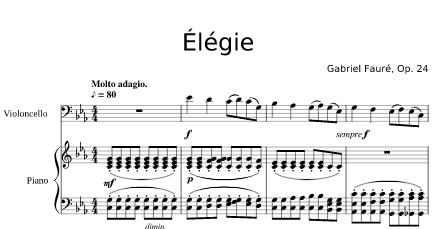 Élégie
Gabriel Fauré, Op. 24
Molto adagio.
♪ = 80
Violoncello
f
sempre f
mf
p
Piano
dimin.